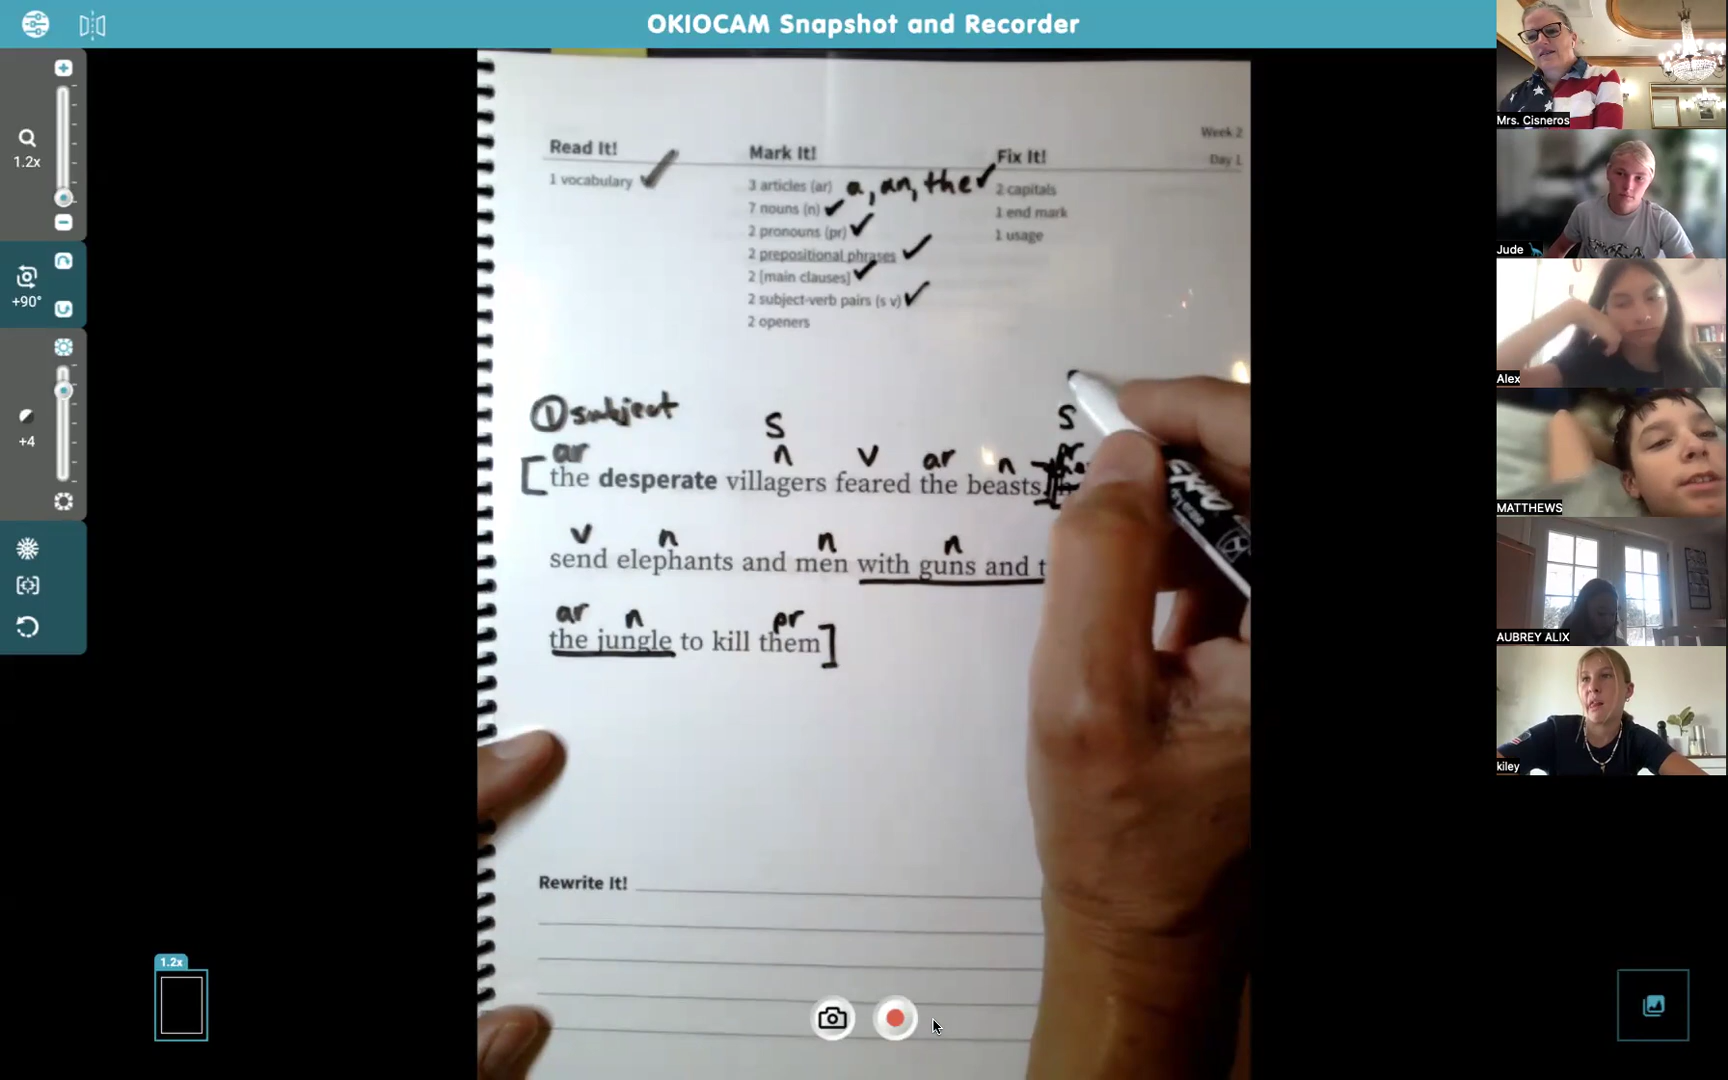 OKIOCAM Snapshot and Recorder
1.2x
+90°
+4
1.2x
Week 2
Day 1
Read It!
1 vocabulary
Mark It!
3 articles (ar) a, an, the
7 nouns (n)
2 pronouns (pr)
2 prepositional phrases
2 [main clauses]
2 subject-verb pairs (s v)
2 openers
Fix It!
2 capitals
1 end mark
1 usage
① subject
S
S
ar n v ar n pr
[the desperate villagers feared the beasts.]
v n n n
send elephants and men with guns and t
ar n pr
the jungle to kill them]
Rewrite It!
EXPO
Mrs. Cisneros
Jude
Alex
MATTHEWS
AUBREY ALIX
kiley